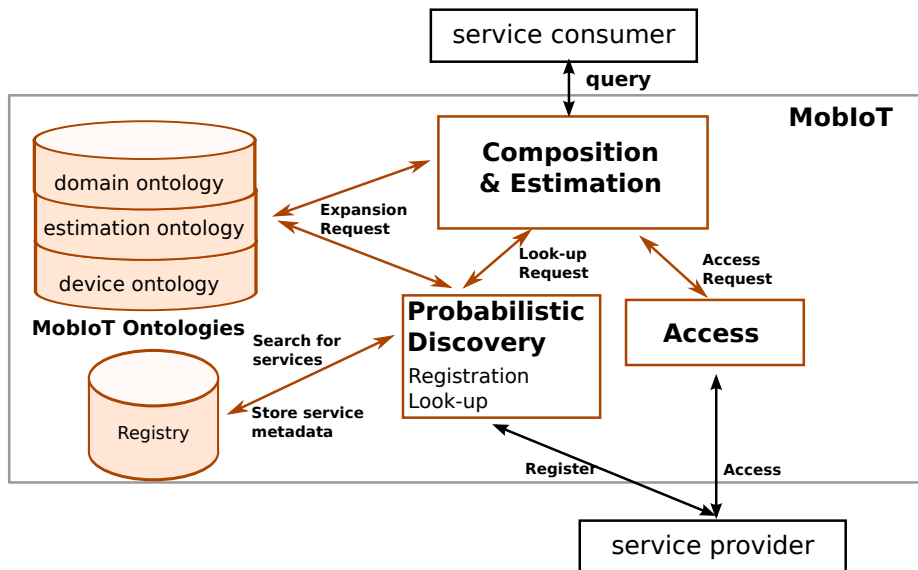 service consumer
query
MobIoT
Composition
& Estimation
domain ontology
estimation ontology
device ontology
MobIoT Ontologies
Expansion
Request
Look-up
Request
Access
Request
Probabilistic
Discovery
Registration
Look-up
Access
Search for
services
Store service
metadata
Registry
Register
Access
service provider